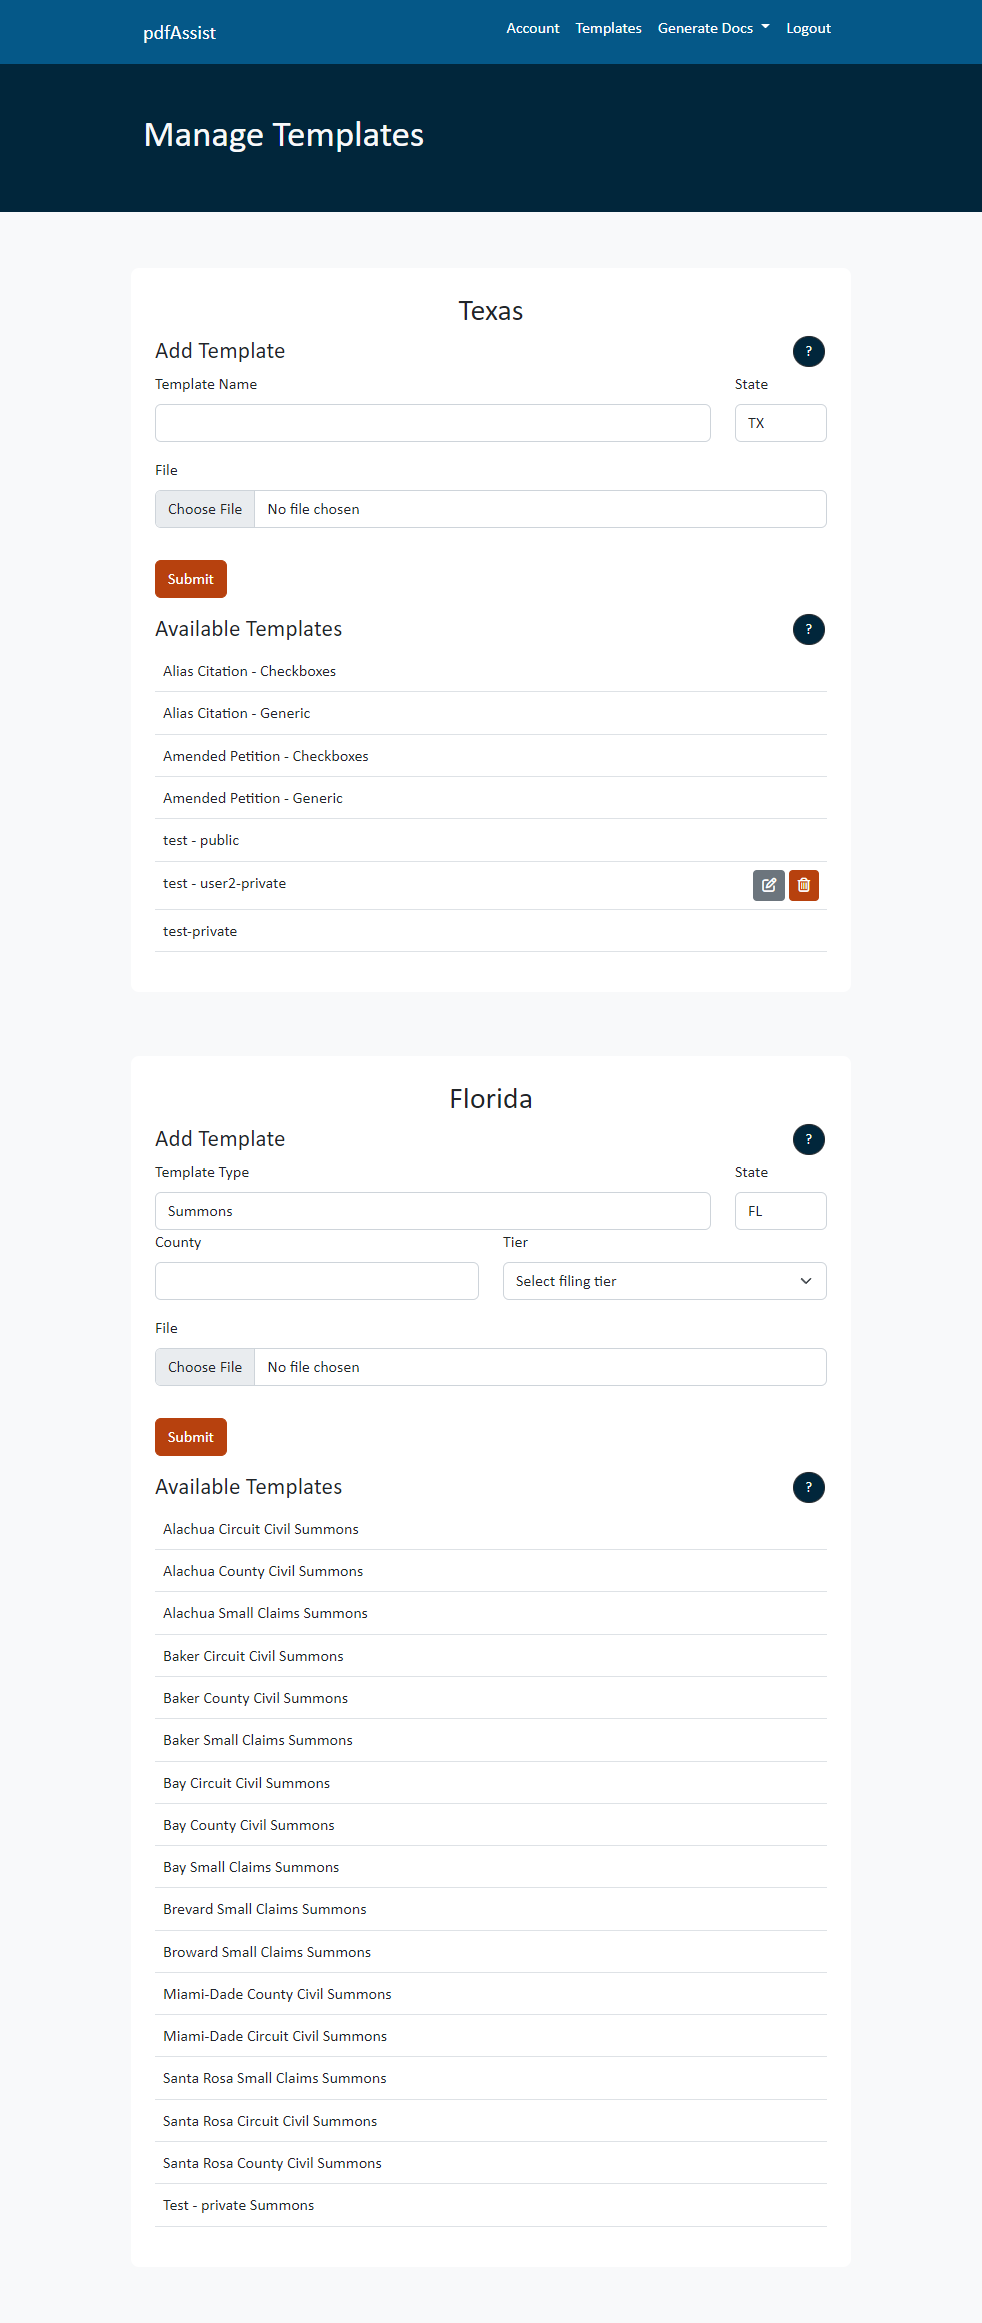 pdfAssist Account Templates Generate Docs Logout
Manage Templates
Texas
Add Template ?
Template Name State
TX
File
Choose File No file chosen
Submit
Available Templates ?
Alias Citation - Checkboxes
Alias Citation - Generic
Amended Petition - Checkboxes
Amended Petition - Generic
test - public
test - user2-private
test-private
Florida
Add Template ?
Template Type State
Summons FL
County Tier
Select filing tier
File
Choose File No file chosen
Submit
Available Templates ?
Alachua Circuit Civil Summons
Alachua County Civil Summons
Alachua Small Claims Summons
Baker Circuit Civil Summons
Baker County Civil Summons
Baker Small Claims Summons
Bay Circuit Civil Summons
Bay County Civil Summons
Bay Small Claims Summons
Brevard Small Claims Summons
Broward Small Claims Summons
Miami-Dade County Civil Summons
Miami-Dade Circuit Civil Summons
Santa Rosa Small Claims Summons
Santa Rosa Circuit Civil Summons
Santa Rosa County Civil Summons
Test - private Summons